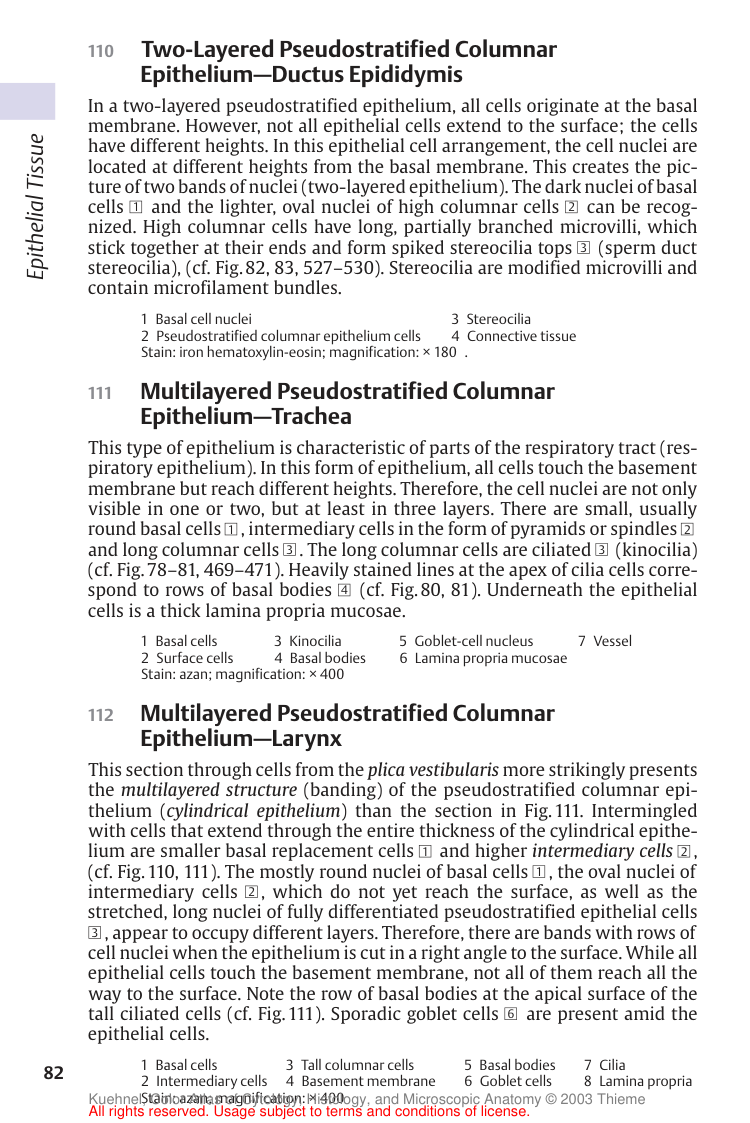 110 Two-Layered Pseudostratified Columnar
Epithelium—Ductus Epididymis
Epithelial Tissue
In a two-layered pseudostratified epithelium, all cells originate at the basal
membrane. However, not all epithelial cells extend to the surface; the cells
have different heights. In this epithelial cell arrangement, the cell nuclei are
located at different heights from the basal membrane. This creates the pic-
ture of two bands of nuclei (two-layered epithelium). The dark nuclei of basal
cells 1 and the lighter, oval nuclei of high columnar cells 2 can be recog-
nized. High columnar cells have long, partially branched microvilli, which
stick together at their ends and form spiked stereocilia tops 3 (sperm duct
stereocilia), (cf. Fig. 82, 83, 527–530). Stereocilia are modified microvilli and
contain microfilament bundles.
1 Basal cell nuclei 3 Stereocilia
2 Pseudostratified columnar epithelium cells 4 Connective tissue
Stain: iron hematoxylin-eosin; magnification: × 180 .
111 Multilayered Pseudostratified Columnar
Epithelium—Trachea
This type of epithelium is characteristic of parts of the respiratory tract (res-
piratory epithelium). In this form of epithelium, all cells touch the basement
membrane but reach different heights. Therefore, the cell nuclei are not only
visible in one or two, but at least in three layers. There are small, usually
round basal cells 1, intermediary cells in the form of pyramids or spindles 2
and long columnar cells 3. The long columnar cells are ciliated 3 (kinocilia)
(cf. Fig. 78–81, 469–471). Heavily stained lines at the apex of cilia cells corre-
spond to rows of basal bodies 4 (cf. Fig. 80, 81). Underneath the epithelial
cells is a thick lamina propria mucosae.
1 Basal cells 3 Kinocilia 5 Goblet-cell nucleus 7 Vessel
2 Surface cells 4 Basal bodies 6 Lamina propria mucosae
Stain: azan; magnification: × 400
112 Multilayered Pseudostratified Columnar
Epithelium—Larynx
This section through cells from the plica vestibularis more strikingly presents
the multilayered structure (banding) of the pseudostratified columnar epi-
thelium (cylindrical epithelium) than the section in Fig. 111. Intermingled
with cells that extend through the entire thickness of the cylindrical epithe-
lium are smaller basal replacement cells 1 and higher intermediary cells 2,
(cf. Fig. 110, 111). The mostly round nuclei of basal cells 1, the oval nuclei of
intermediary cells 2, which do not yet reach the surface, as well as the
stretched, long nuclei of fully differentiated pseudostratified epithelial cells
3, appear to occupy different layers. Therefore, there are bands with rows of
cell nuclei when the epithelium is cut in a right angle to the surface. While all
epithelial cells touch the basement membrane, not all of them reach all the
way to the surface. Note the row of basal bodies at the apical surface of the
tall ciliated cells (cf. Fig. 111). Sporadic goblet cells 6 are present amid the
epithelial cells.
1 Basal cells 3 Tall columnar cells 5 Basal bodies 7 Cilia
2 Intermediary cells 4 Basement membrane 6 Goblet cells 8 Lamina propria
Stain: azan; magnification: × 400
82
Kuehnel, Color Atlas of Cytology, Histology, and Microscopic Anatomy © 2003 Thieme
All rights reserved. Usage subject to terms and conditions of license.